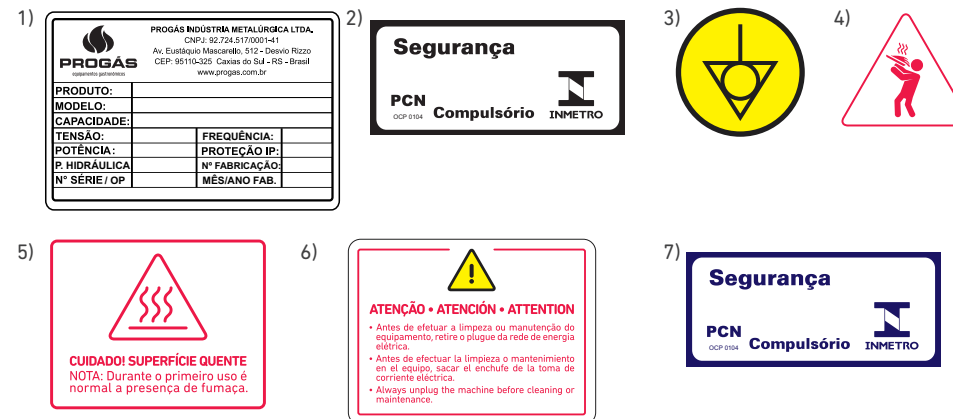 1)
PROGÁS
equipamentos gastronômicos
PROGÁS INDÚSTRIA METALÚRGICA LTDA.
CNPJ: 92.724.517/0001-41
Av. Eustáquio Mascarello, 512 - Desvio Rizzo
CEP: 95110-325 Caxias do Sul - RS - Brasil
www.progas.com.br
PRODUTO:
MODELO:
CAPACIDADE:
TENSÃO: FREQUÊNCIA:
POTÊNCIA: PROTEÇÃO IP:
P. HIDRÁULICA Nº FABRICAÇÃO:
N° SÉRIE / OP MÊS/ANO FAB.
2)
Segurança
PCN
OCP 0104
Compulsório
INMETRO
3)
4)
5)
CUIDADO! SUPERFÍCIE QUENTE
NOTA: Durante o primeiro uso é
normal a presença de fumaça.
6)
!
ATENÇÃO • ATENCIÓN • ATTENTION
• Antes de efetuar a limpeza ou manutenção do
equipamento, retire o plugue da rede de energia
elétrica.
• Antes de efectuar la limpieza o mantenimiento
en el equipo, sacar el enchufe de la toma de
corriente eléctrica.
• Always unplug the machine before cleaning or
maintenance.
7)
Segurança
PCN
OCP 0104
Compulsório
INMETRO